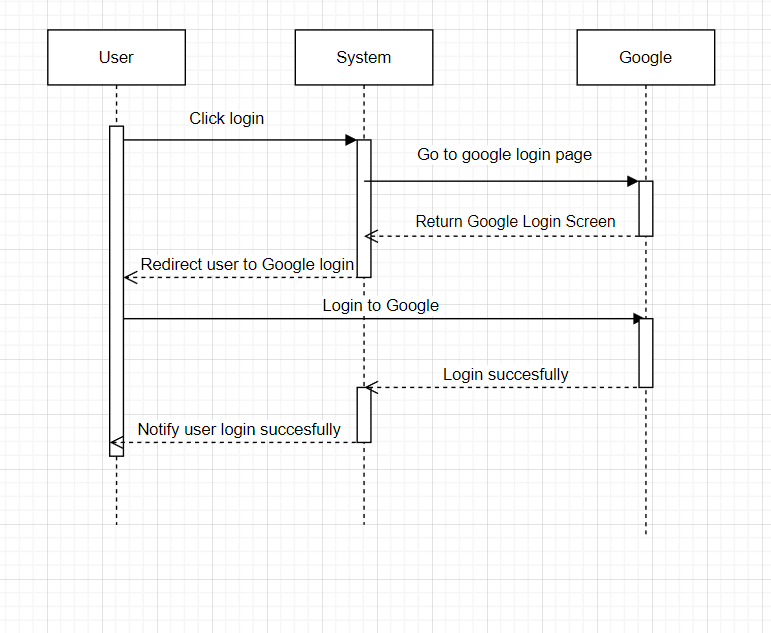 User
System
Google
Click login
Go to google login page
Return Google Login Screen
Redirect user to Google login
Login to Google
Login succesfully
Notify user login succesfully